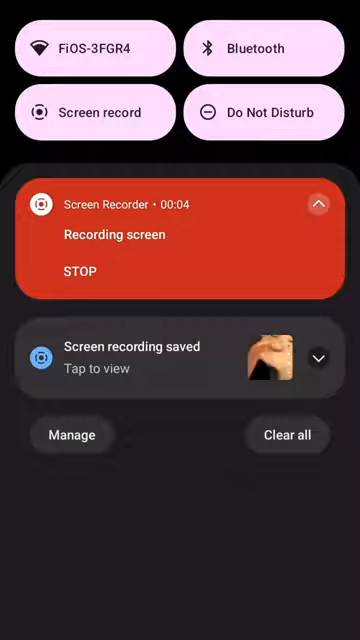 FiOS-3FGR4
Bluetooth
Screen record
Do Not Disturb
Screen Recorder • 00:04
Recording screen
STOP
Screen recording saved
Tap to view
Manage
Clear all